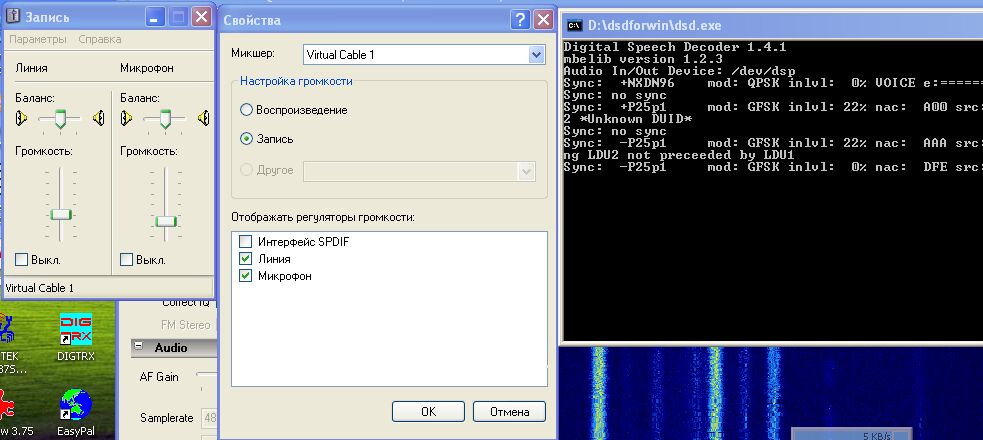 Запись
Параметры Справка
Линия Микрофон
Баланс: Баланс:
Громкость: Громкость:
Выкл. Выкл.
Virtual Cable 1
Свойства
Микшер: Virtual Cable 1
Настройка громкости
Воспроизведение
Запись
Другое
Отображать регуляторы громкости:
Интерфейс SPDIF
Линия
Микрофон
OK Отмена
D:\dsdforwin\dsd.exe
Digital Speech Decoder 1.4.1
mbelib version 1.2.3
Audio In/Out Device: /dev/dsp
Sync: +NXDN96 mod: QPSK inlvl: 0% VOICE e:======
Sync: no sync
Sync: +P25p1 mod: GFSK inlvl: 22% nac: A00 src:
2 *Unknown DUID*
Sync: no sync
Sync: -P25p1 mod: GFSK inlvl: 22% nac: AAA src:
ng LDU2 not preceeded by LDU1
Sync: -P25p1 mod: GFSK inlvl: 0% nac: DFE src:
FM Stereo
Audio
AF Gain
Samplerate 48
DIG
TRX
TEK
DIGTRX
37S...
w 3.75
EasyPal
5 KB/s